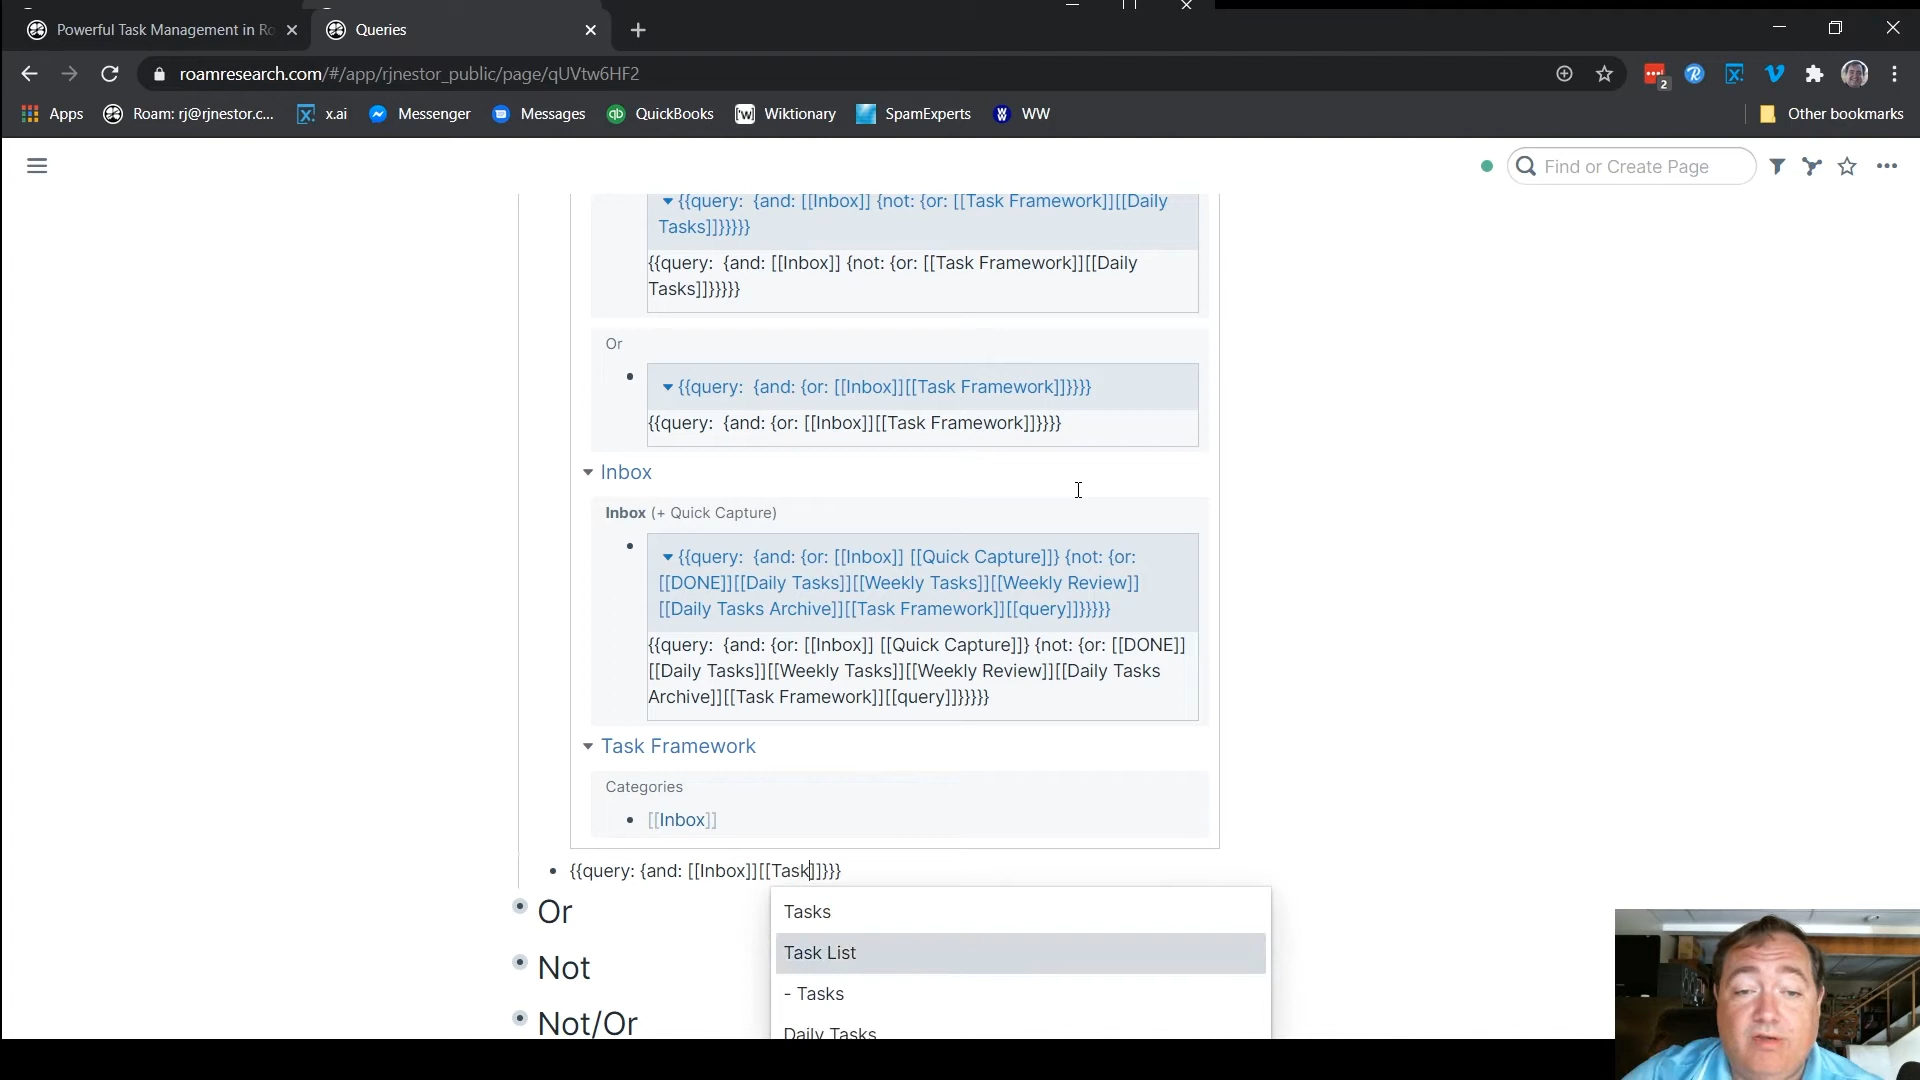 Powerful Task Management in Ro
Queries
roamresearch.com/#/app/rjnestor_public/page/qUVtw6HF2
2
Apps
Roam: rj@rjnestor.c...
x.ai
Messenger
Messages
qb
QuickBooks
[w]
Wiktionary
SpamExperts
WW
Other bookmarks
Find or Create Page
{{query: {and: [[Inbox]] {not: {or: [[Task Framework]][[Daily
Tasks]]}}}}}
{{query: {and: [[Inbox]] {not: {or: [[Task Framework]][[Daily
Tasks]]}}}}}
Or
{{query: {and: {or: [[Inbox]][[Task Framework]]}}}}
{{query: {and: {or: [[Inbox]][[Task Framework]]}}}}
Inbox
Inbox (+ Quick Capture)
{{query: {and: {or: [[Inbox]] [[Quick Capture]]} {not: {or:
[[DONE]][[Daily Tasks]][[Weekly Tasks]][[Weekly Review]]
[[Daily Tasks Archive]][[Task Framework]][[query]]}}}}}
{{query: {and: {or: [[Inbox]] [[Quick Capture]]} {not: {or: [[DONE]]
[[Daily Tasks]][[Weekly Tasks]][[Weekly Review]][[Daily Tasks
Archive]][[Task Framework]][[query]]}}}}}
Task Framework
Categories
[[Inbox]]
{{query: {and: [[Inbox]][[Task]]}}}
Tasks
Or
Task List
Not
- Tasks
Not/Or
Daily Tasks